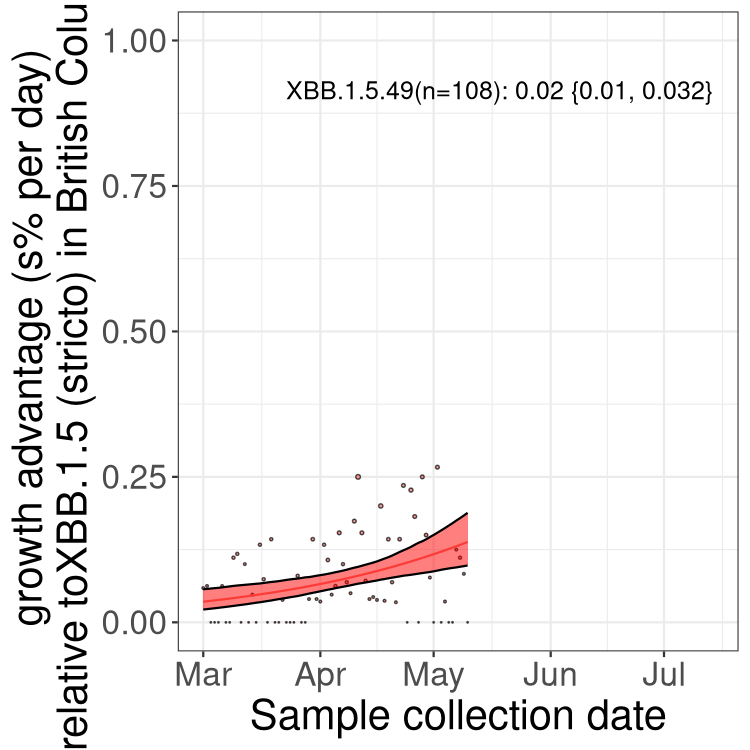 growth advantage (s% per day)
relative toXBB.1.5 (stricto) in British Colu
1.00
0.75
0.50
0.25
0.00
XBB.1.5.49(n=108): 0.02 {0.01, 0.032}
Mar Apr May Jun Jul
Sample collection date